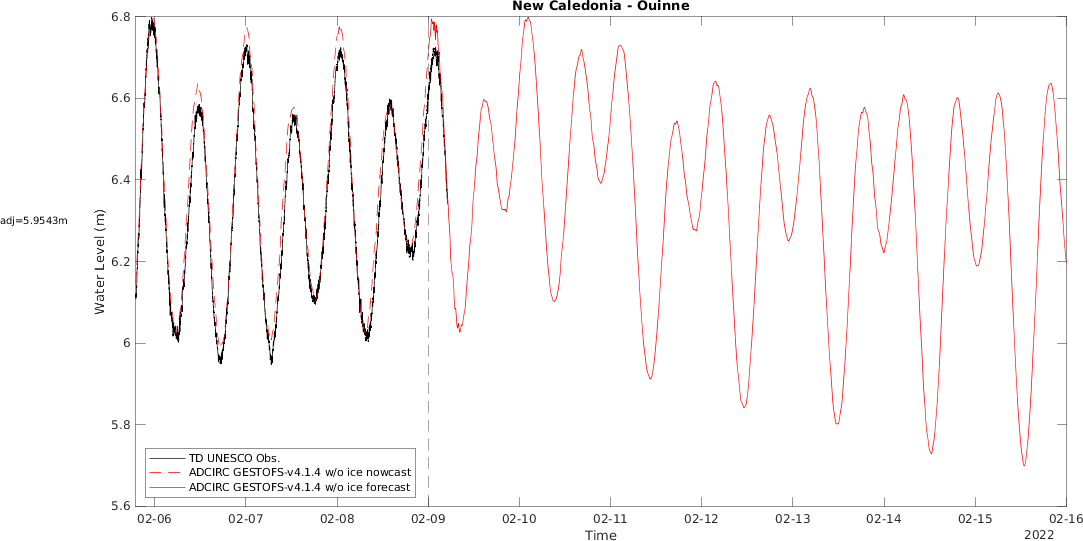 New Caledonia - Ouinne
6.8
6.6
6.4
6.2
6
5.8
5.6
Water Level (m)
adj=5.9543m
TD UNESCO Obs.
ADCIRC GESTOFS-v4.1.4 w/o ice nowcast
ADCIRC GESTOFS-v4.1.4 w/o ice forecast
02-06 02-07 02-08 02-09 02-10 02-11 02-12 02-13 02-14 02-15 02-16
Time
2022